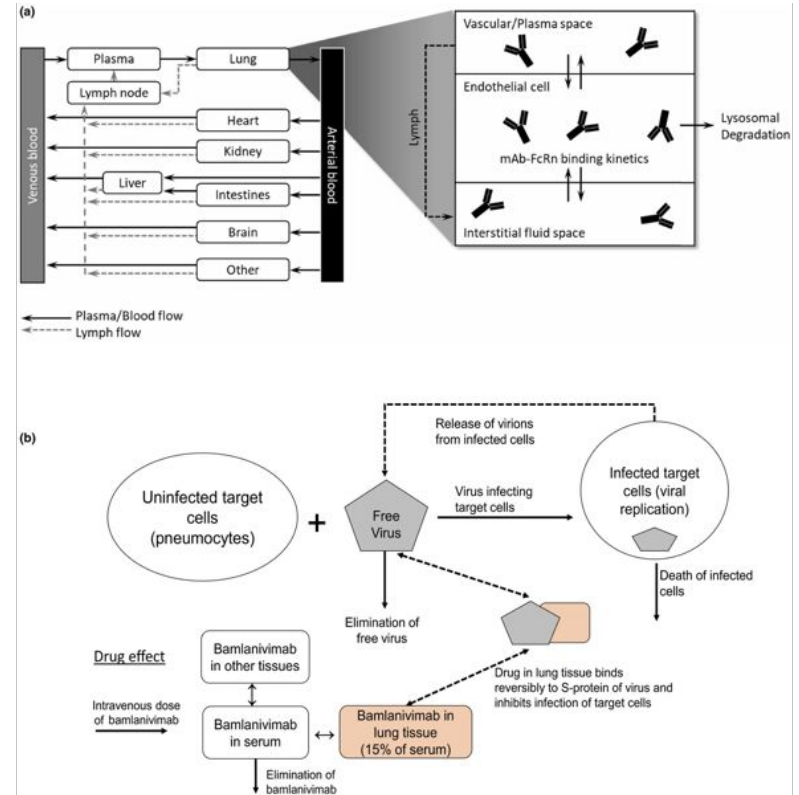 (a)
Plasma
Lung
Lymph node
Heart
Kidney
Liver
Intestines
Brain
Other
Venous blood
Arterial blood
Plasma/Blood flow
Lymph flow
Vascular/Plasma space
Endothelial cell
mAb-FcRn binding kinetics
Interstitial fluid space
Lymph
Lysosomal
Degradation
(b)
Release of virions
from infected cells
Uninfected target
cells
(pneumocytes)
+
Free
Virus
Virus infecting
target cells
Infected target
cells (viral
replication)
Death of infected
cells
Elimination of
free virus
Drug effect
Bamlanivimab
in other tissues
Intravenous dose
of bamlanivimab
Bamlanivimab
in serum
Bamlanivimab in
lung tissue
(15% of serum)
Drug in lung tissue binds
reversibly to S-protein of virus and
inhibits infection of target cells
Elimination of
bamlanivimab